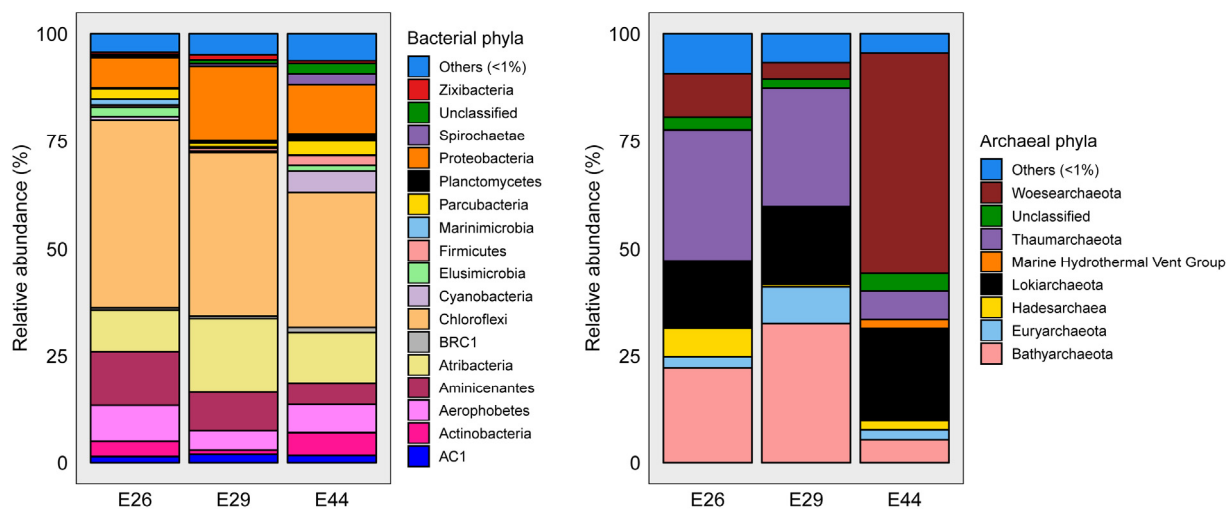 Relative abundance (%)
100
75
50
25
0
E26
E29
E44
Bacterial phyla
Others (<1%)
Zixibacteria
Unclassified
Spirochaetae
Proteobacteria
Planctomycetes
Parcubacteria
Marinimicrobia
Firmicutes
Elusimicrobia
Cyanobacteria
Chloroflexi
BRC1
Atribacteria
Aminicenantes
Aerophobetes
Actinobacteria
AC1
Relative abundance (%)
100
75
50
25
0
E26
E29
E44
Archaeal phyla
Others (<1%)
Woesearchaeota
Unclassified
Thaumarchaeota
Marine Hydrothermal Vent Group
Lokiarchaeota
Hadesarchaea
Euryarchaeota
Bathyarchaeota